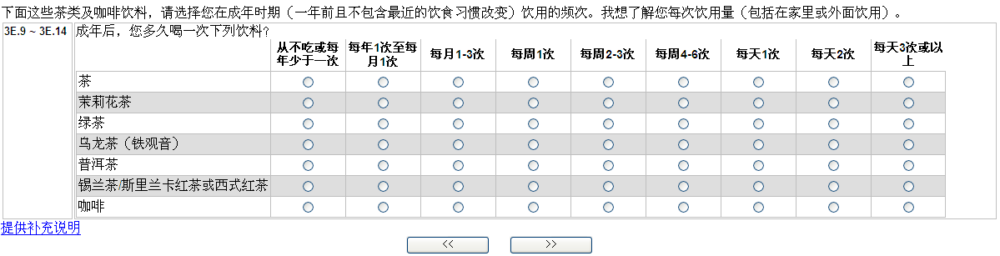 下面这些茶类及咖啡饮料，请选择您在成年时期（一年前且不包含最近的饮食习惯改变）饮用的频次。我想了解您每次饮用量（包括在家里或外面饮用）。
3E.9 ~ 3E.14
成年后，您多久喝一次下列饮料？
从不吃或每年少于一次
每年1次至每月1次
每月1-3次
每周1次
每周2-3次
每周4-6次
每天1次
每天2次
每天3次或以上
茶
茉莉花茶
绿茶
乌龙茶（铁观音）
普洱茶
锡兰茶/斯里兰卡红茶或西式红茶
咖啡
提供补充说明
<<
>>